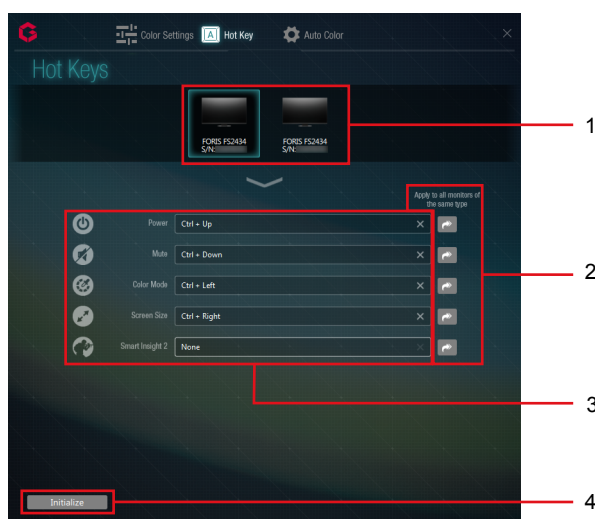 Color Settings A Hot Key Auto Color
Hot Keys
FORIS FS2434 FORIS FS2434
S/N: S/N:
1
Apply to all monitors of
the same type
Power Ctrl + Up
Mute Ctrl + Down
2
Color Mode Ctrl + Left
Screen Size Ctrl + Right
Smart Insight 2 None
3
Initialize
4